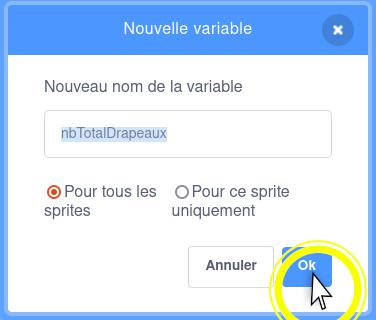 Nouvelle variable
Nouveau nom de la variable
nbTotalDrapeaux
Pour tous les sprites
Pour ce sprite uniquement
Annuler
Ok